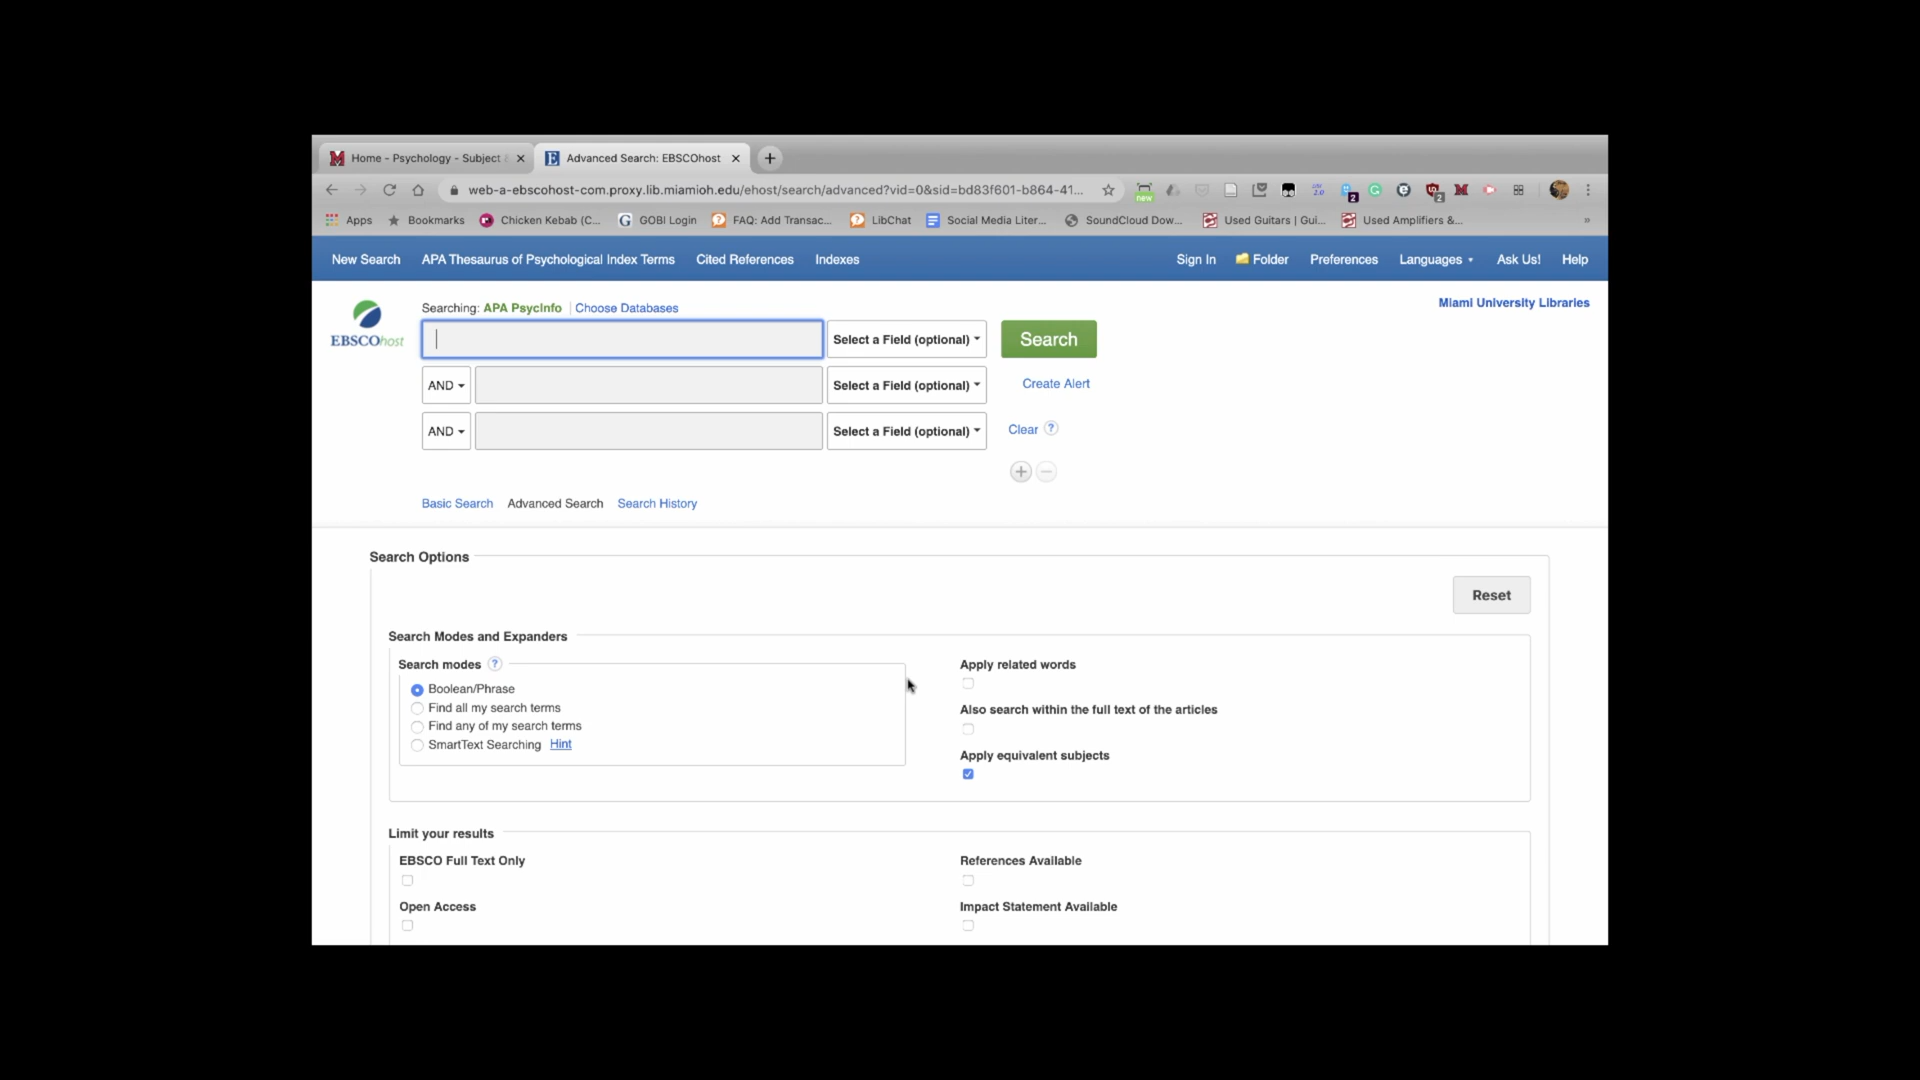 Home - Psychology - Subject
Advanced Search: EBSCOhost
web-a-ebscohost-com.proxy.lib.miamioh.edu/ehost/search/advanced?vid=0&sid=bd83f601-b864-41...
new
2.0
2
2
Apps
Bookmarks
Chicken Kebab (C...
GOBI Login
FAQ: Add Transac...
LibChat
Social Media Liter...
SoundCloud Dow...
Used Guitars | Gui...
Used Amplifiers &...
»
New Search
APA Thesaurus of Psychological Index Terms
Cited References
Indexes
Sign In
Folder
Preferences
Languages
Ask Us!
Help
EBSCOhost
Searching: APA PsycInfo | Choose Databases
Miami University Libraries
Select a Field (optional)
Search
AND
Select a Field (optional)
Create Alert
AND
Select a Field (optional)
Clear ?
Basic Search
Advanced Search
Search History
Search Options
Reset
Search Modes and Expanders
Search modes ?
Boolean/Phrase
Find all my search terms
Find any of my search terms
SmartText Searching Hint
Apply related words
Also search within the full text of the articles
Apply equivalent subjects
Limit your results
EBSCO Full Text Only
References Available
Open Access
Impact Statement Available